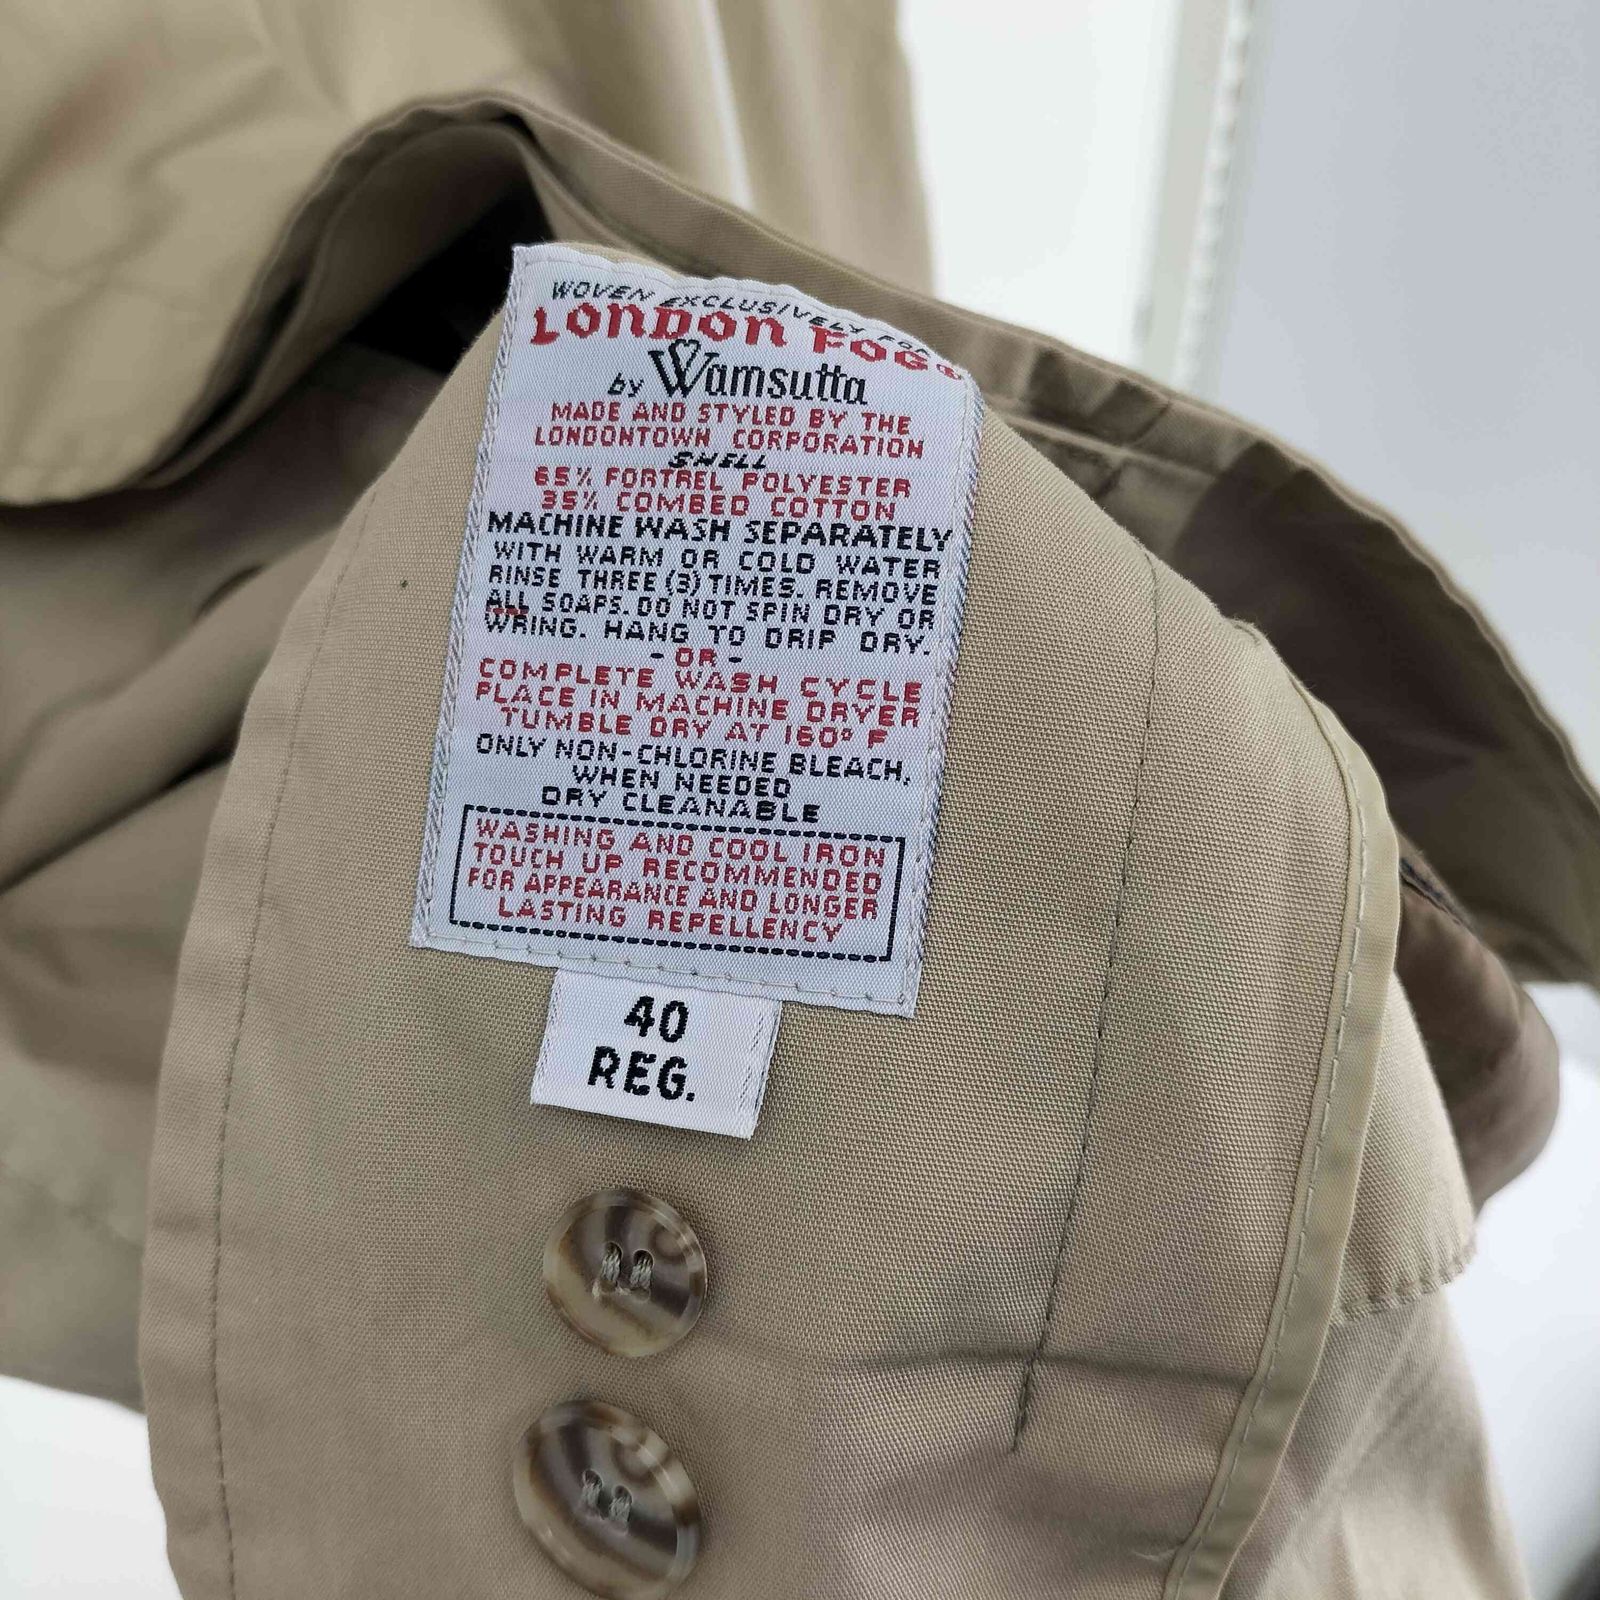 WOVEN EXCLUSIVELY FOR
LONDON FOG®
by Wamsutta
MADE AND STYLED BY THE
LONDONTOWN CORPORATION
SHELL
65% FORTREL POLYESTER
35% COMBED COTTON
MACHINE WASH SEPARATELY
WITH WARM OR COLD WATER
RINSE THREE (3) TIMES. REMOVE
ALL SOAPS. DO NOT SPIN DRY OR
WRING. HANG TO DRIP DRY.
- OR -
COMPLETE WASH CYCLE
PLACE IN MACHINE DRYER
TUMBLE DRY AT 160° F
ONLY NON-CHLORINE BLEACH,
WHEN NEEDED
DRY CLEANABLE
WASHING AND COOL IRON
TOUCH UP RECOMMENDED
FOR APPEARANCE AND LONGER
LASTING REPELLENCY
40
REG.